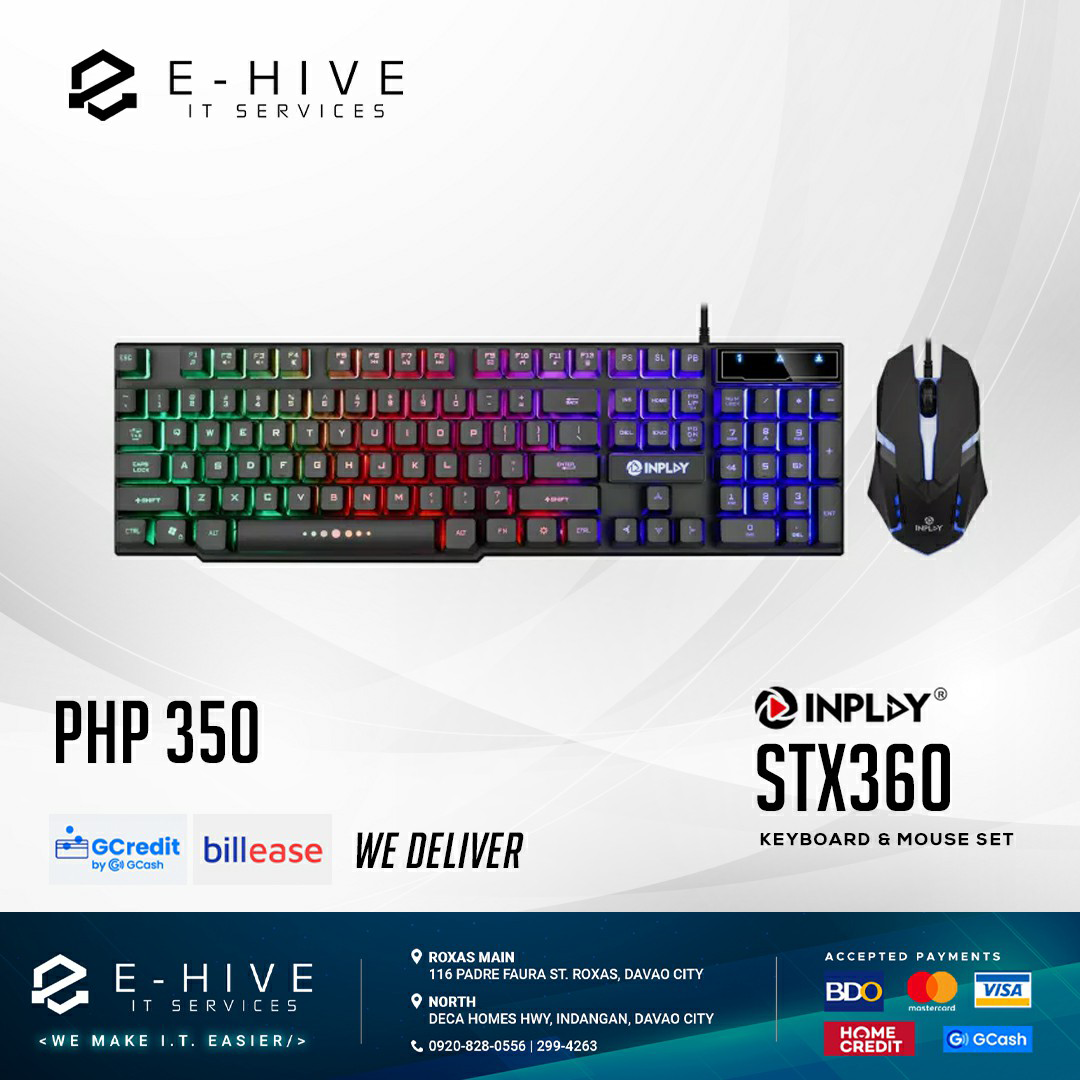 E-HIVE
IT SERVICES
INPLAY
INPLAY
PHP 350
GCredit
by GCash
billease
WE DELIVER
INPLAY®
STX360
KEYBOARD & MOUSE SET
E-HIVE
IT SERVICES
<WE MAKE I.T. EASIER/>
ROXAS MAIN
116 PADRE FAURA ST. ROXAS, DAVAO CITY
NORTH
DECA HOMES HWY, INDANGAN, DAVAO CITY
0920-828-0556 | 299-4263
ACCEPTED PAYMENTS
BDO
mastercard
VISA
HOME
CREDIT
GCash